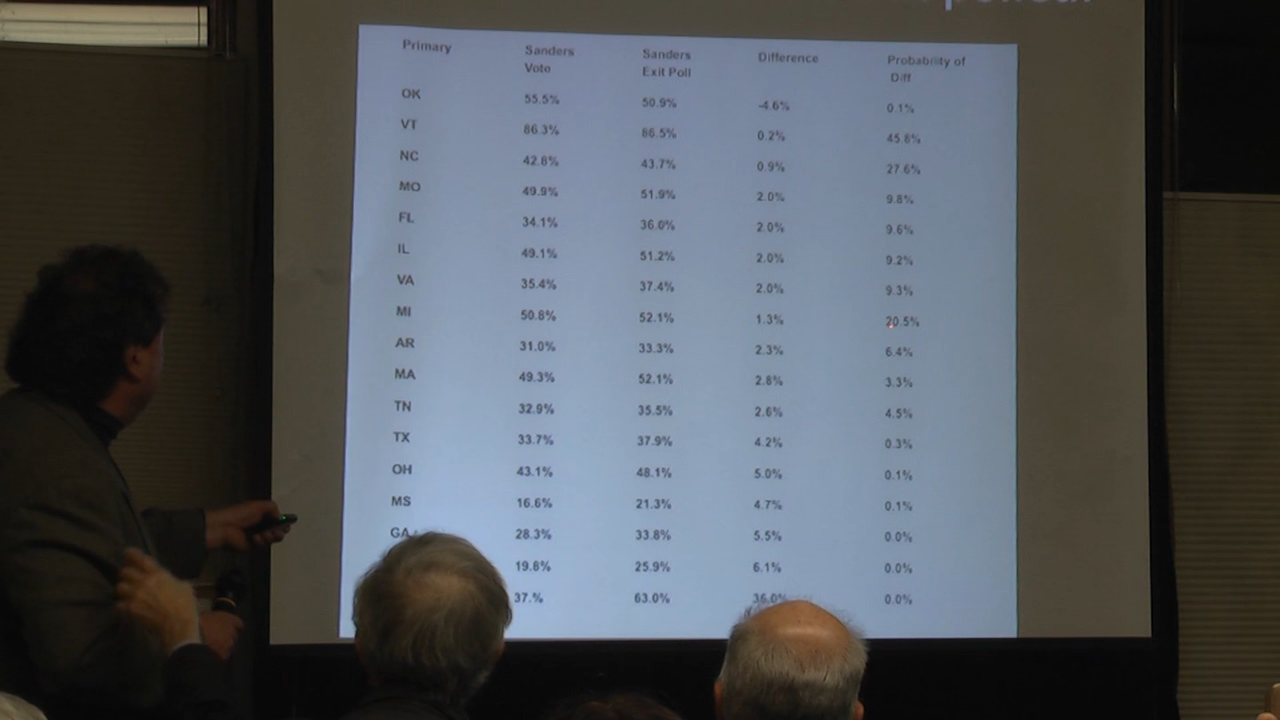 Primary Sanders Vote Sanders Exit Poll Difference Probability of Diff
OK 55.5% 50.9% -4.6% 0.1%
VT 86.3% 86.5% 0.2% 45.8%
NC 42.8% 43.7% 0.9% 27.6%
MO 49.9% 51.9% 2.0% 9.8%
FL 34.1% 36.0% 2.0% 9.6%
IL 49.1% 51.2% 2.0% 9.2%
VA 35.4% 37.4% 2.0% 9.3%
MI 50.8% 52.1% 1.3% 20.5%
AR 31.0% 33.3% 2.3% 6.4%
MA 49.3% 52.1% 2.8% 3.3%
TN 32.9% 35.5% 2.6% 4.5%
TX 33.7% 37.9% 4.2% 0.3%
OH 43.1% 48.1% 5.0% 0.1%
MS 16.6% 21.3% 4.7% 0.1%
GA 28.3% 33.8% 5.5% 0.0%
19.8% 25.9% 6.1% 0.0%
37.% 63.0% 36.0% 0.0%